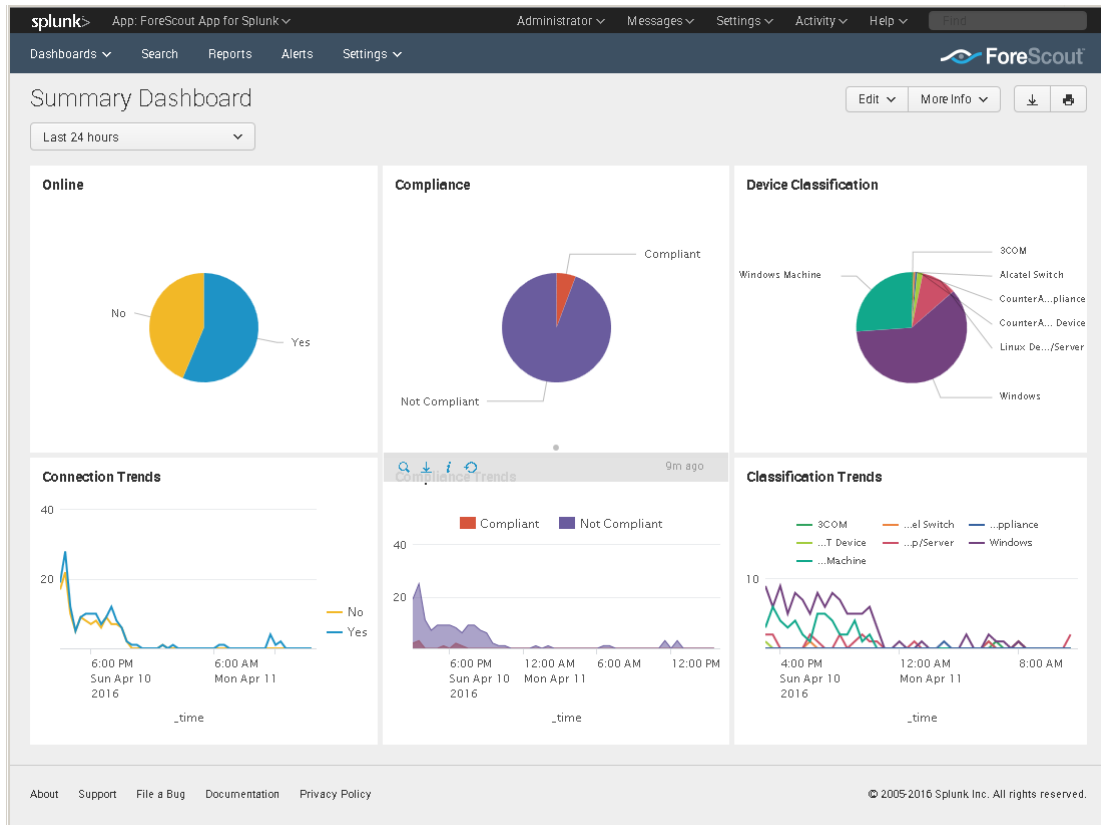 splunk> App: ForeScout App for Splunk Administrator Messages Settings Activity Help Find
Dashboards Search Reports Alerts Settings ForeScout
Summary Dashboard
Edit More Info
Last 24 hours
Online
No
Yes
Compliance
Compliant
Not Compliant
Device Classification
Windows Machine
3COM
Alcatel Switch
CounterA...pliance
CounterA... Device
Linux De.../Server
Windows
Connection Trends
40
20
No
Yes
6:00 PM 6:00 AM
Sun Apr 10 Mon Apr 11
2016
_time
i 9m ago
Compliance Trends
Compliant Not Compliant
40
20
6:00 PM 12:00 AM 6:00 AM 12:00 PM
Sun Apr 10 Mon Apr 11
2016
_time
Classification Trends
3COM ...el Switch ...ppliance
...T Device ...p/Server Windows
...Machine
10
4:00 PM 12:00 AM 8:00 AM
Sun Apr 10 Mon Apr 11
2016
_time
About Support File a Bug Documentation Privacy Policy © 2005-2016 Splunk Inc. All rights reserved.